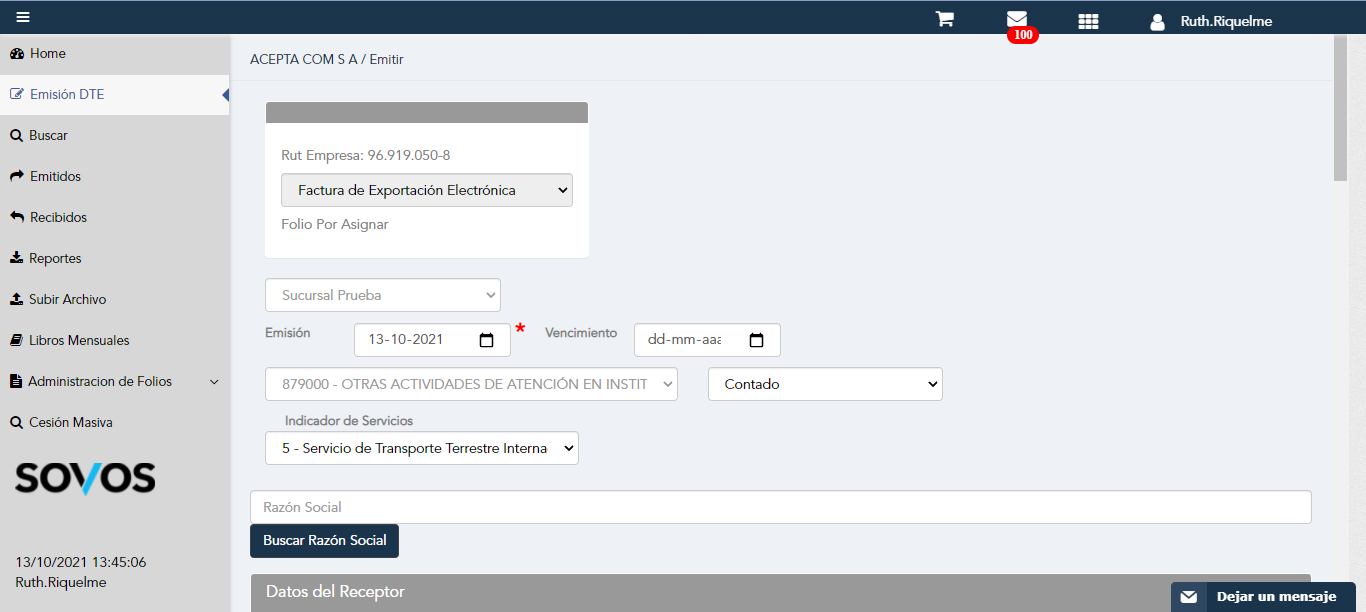 100
Ruth.Riquelme
Home
Emisión DTE
Buscar
Emitidos
Recibidos
Reportes
Subir Archivo
Libros Mensuales
Administracion de Folios
Cesión Masiva
SOVOS
13/10/2021 13:45:06
Ruth.Riquelme
ACEPTA COM S A / Emitir
Rut Empresa: 96.919.050-8
Factura de Exportación Electrónica
Folio Por Asignar
Sucursal Prueba
Emisión 13-10-2021 * Vencimiento dd-mm-aaa
879000 - OTRAS ACTIVIDADES DE ATENCIÓN EN INSTIT Contado
Indicador de Servicios
5 - Servicio de Transporte Terrestre Interna
Razón Social
Buscar Razón Social
Datos del Receptor
Dejar un mensaje